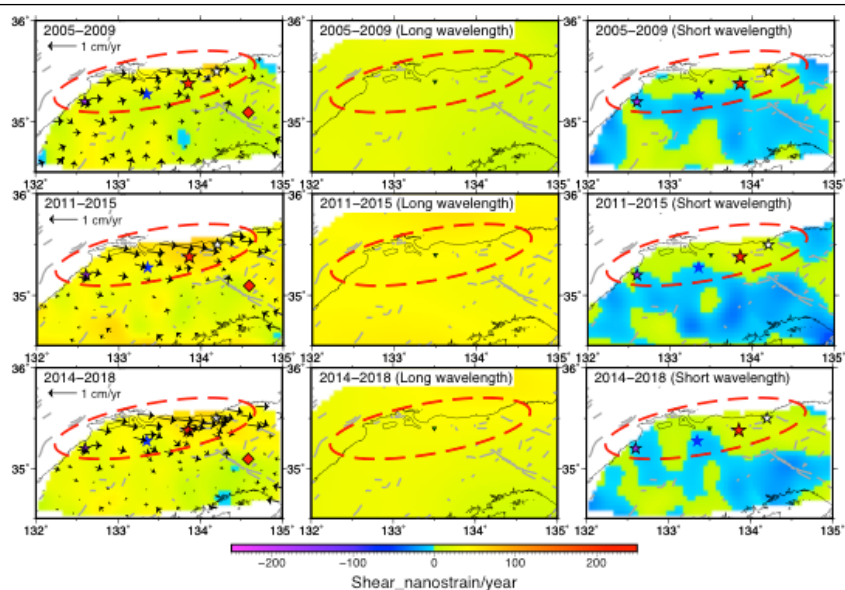 36˚ 2005−2009 2005−2009 (Long wavelength) 36˚ 2005−2009 (Short wavelength)
1 cm/yr
35˚ 35˚
132˚ 133˚ 134˚ 135˚ 132˚ 133˚ 134˚ 135˚ 132˚ 133˚ 134˚ 135˚
36˚ 2011−2015 2011−2015 (Long wavelength) 36˚ 2011−2015 (Short wavelength)
1 cm/yr
35˚ 35˚
132˚ 133˚ 134˚ 135˚ 132˚ 133˚ 134˚ 135˚ 132˚ 133˚ 134˚ 135˚
36˚ 2014−2018 2014−2018 (Long wavelength) 36˚ 2014−2018 (Short wavelength)
1 cm/yr
35˚ 35˚
132˚ 133˚ 134˚ 135˚ 132˚ 133˚ 134˚ 135˚ 132˚ 133˚ 134˚ 135˚
−200 −100 0 100 200
Shear_nanostrain/year